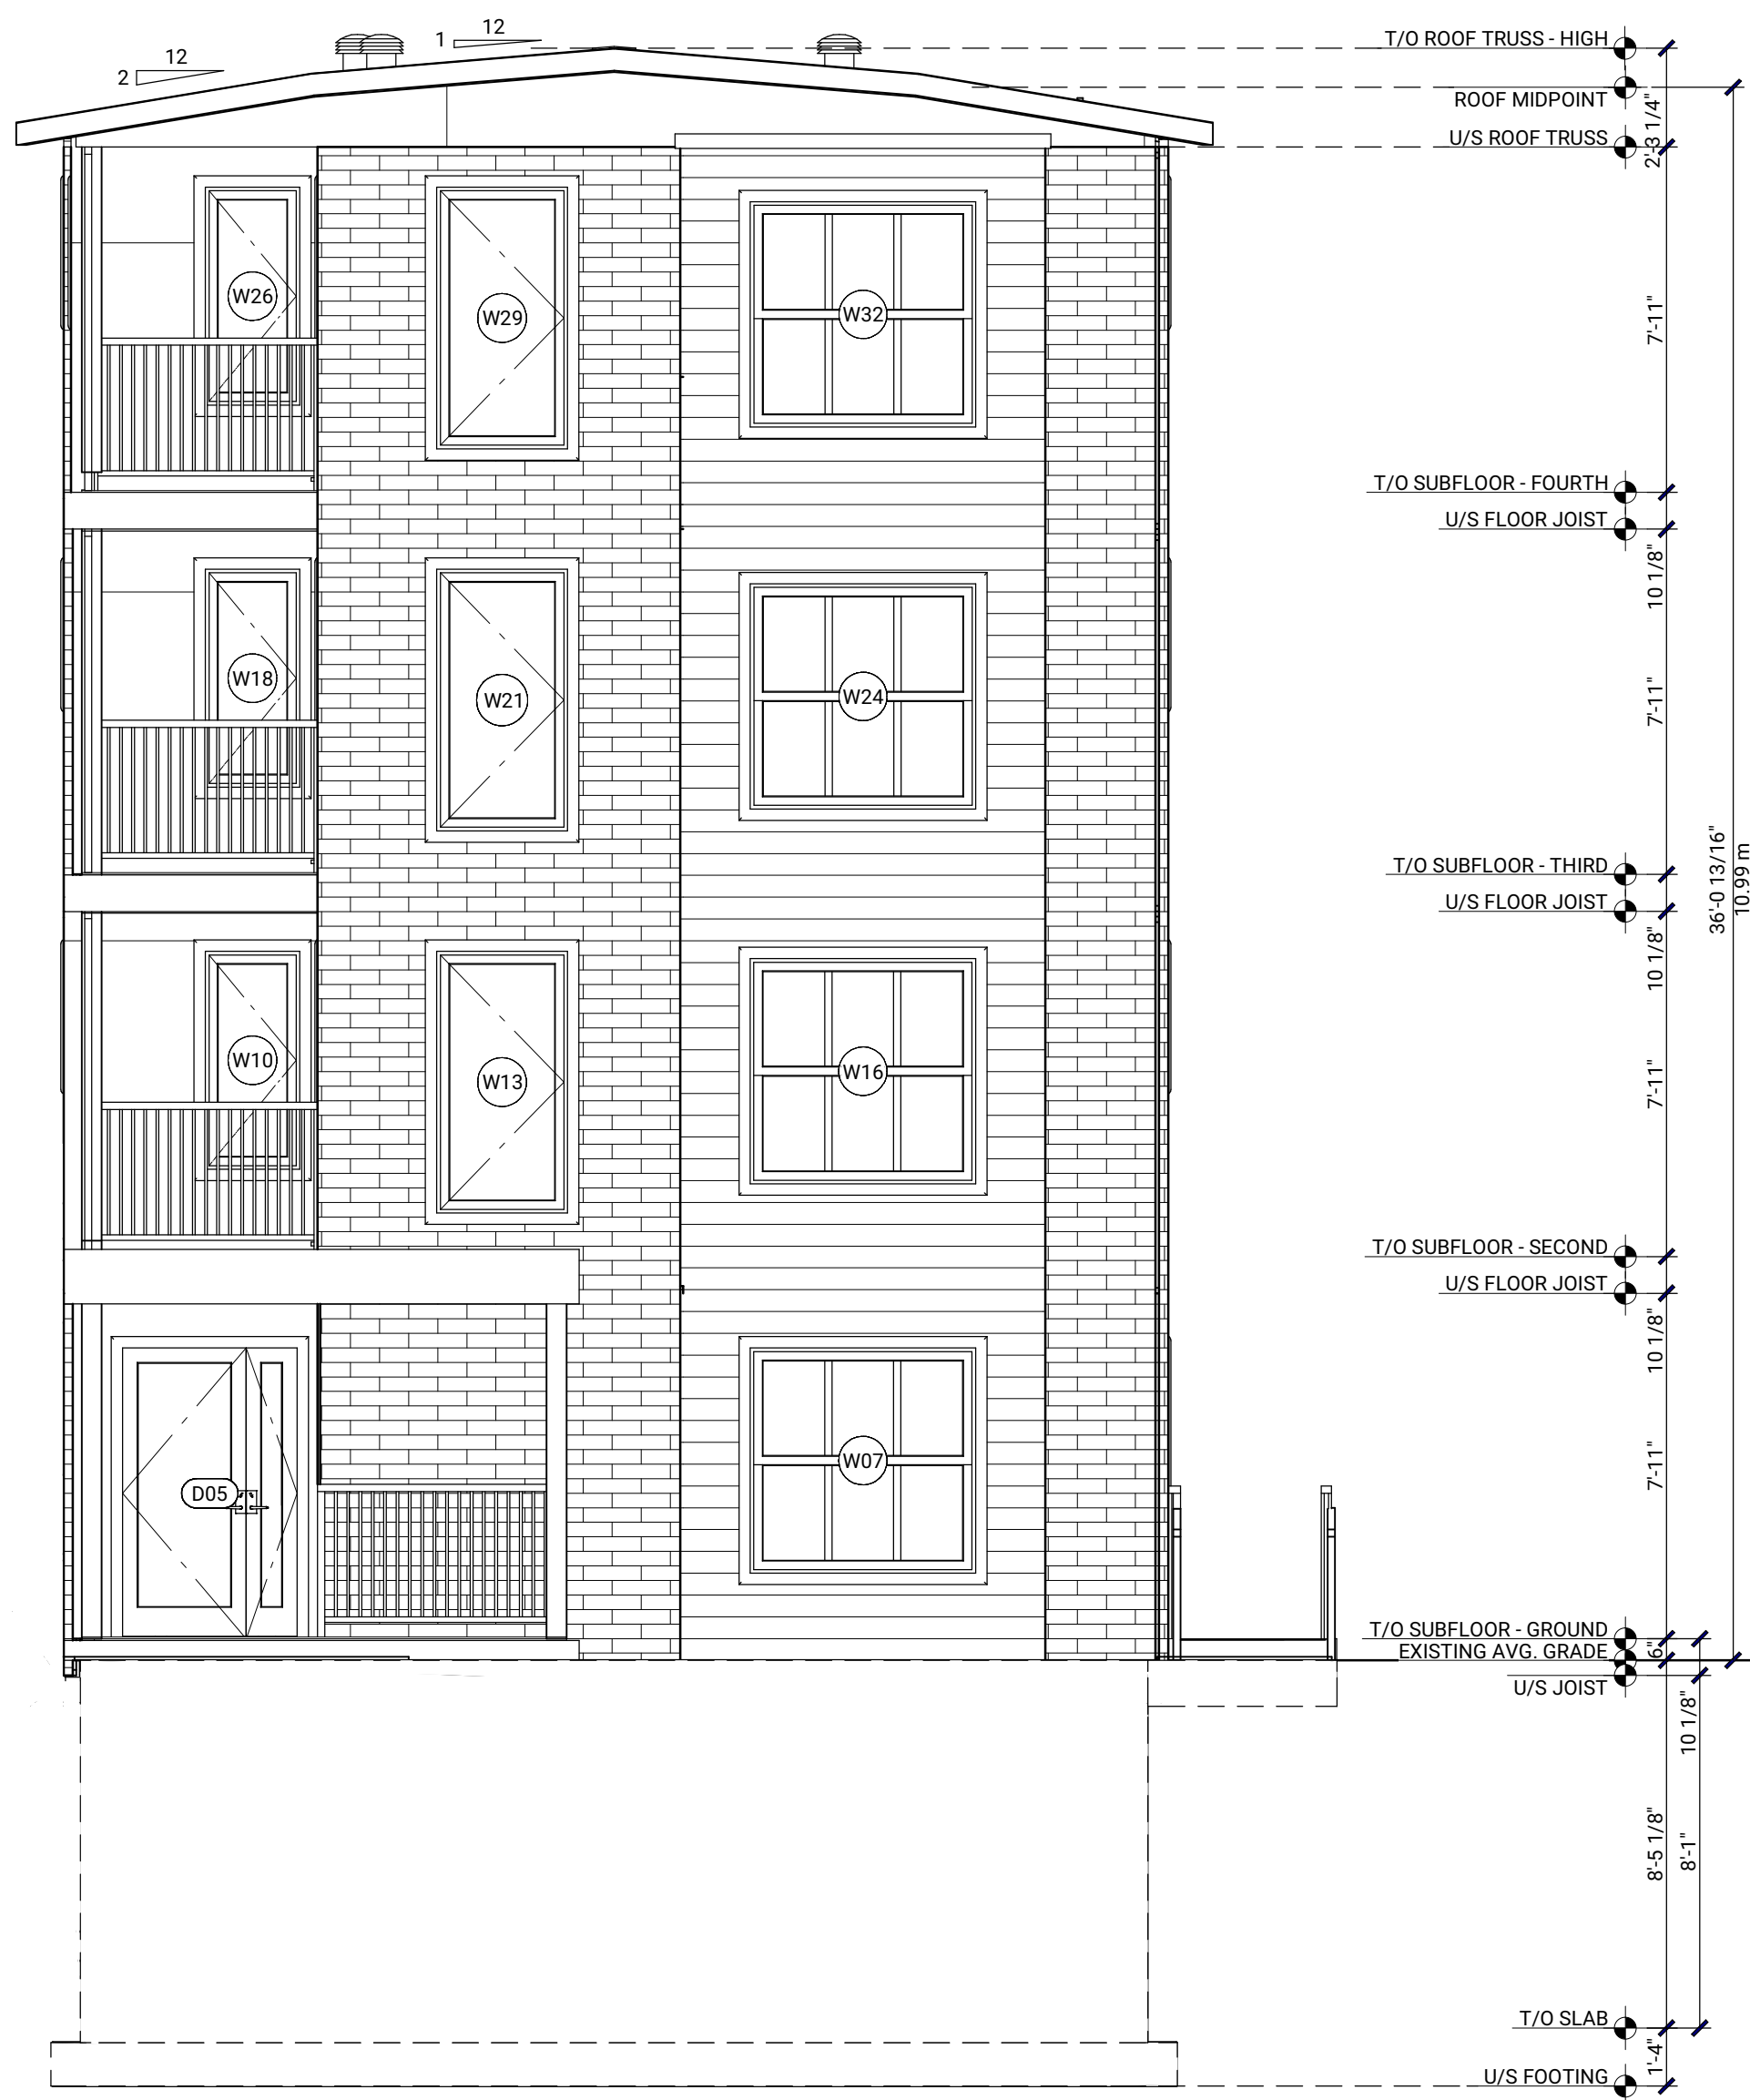 12
1
12
2
T/O ROOF TRUSS - HIGH
ROOF MIDPOINT
2'-3 1/4"
U/S ROOF TRUSS
W26
W29
W32
7'-11"
T/O SUBFLOOR - FOURTH
U/S FLOOR JOIST
10 1/8"
W18
W21
W24
7'-11"
T/O SUBFLOOR - THIRD
36'-0 13/16"
10.99 m
U/S FLOOR JOIST
10 1/8"
W10
W13
W16
7'-11"
T/O SUBFLOOR - SECOND
U/S FLOOR JOIST
10 1/8"
D05
W07
7'-11"
T/O SUBFLOOR - GROUND
EXISTING AVG. GRADE
6"
U/S JOIST
10 1/8"
8'-5 1/8"
8'-1"
T/O SLAB
1'-4"
U/S FOOTING